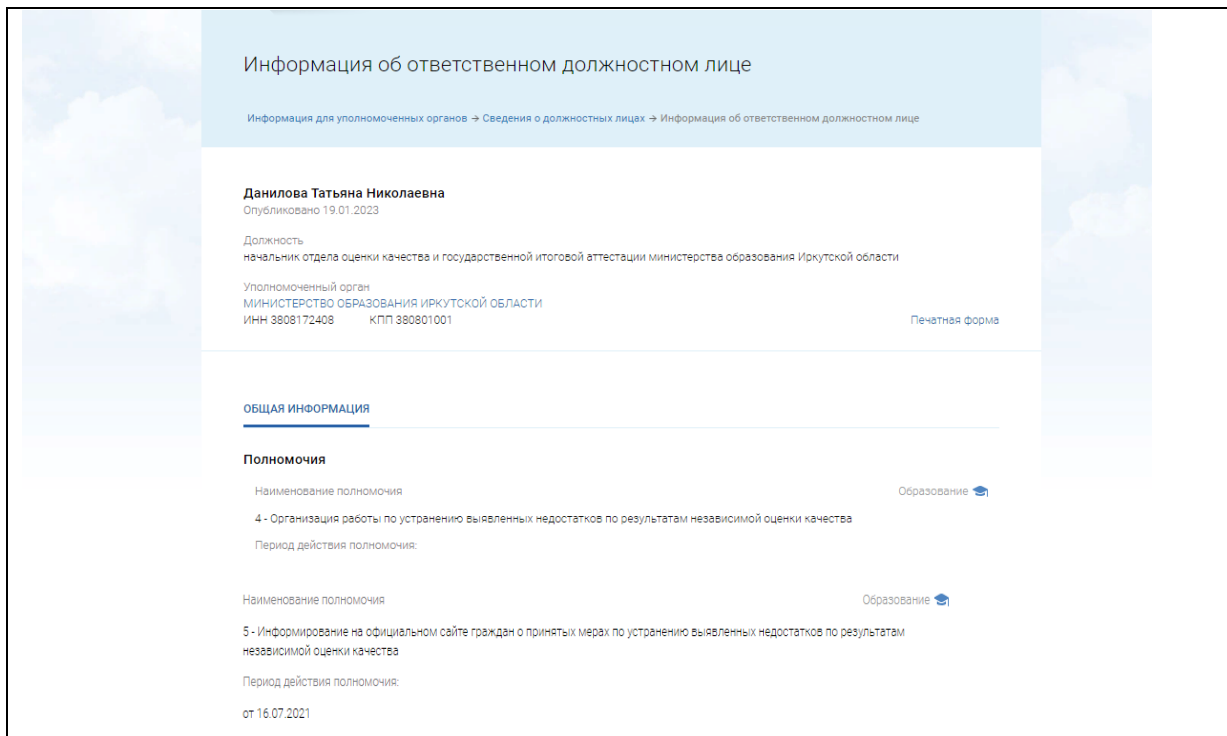 Информация об ответственном должностном лице
Информация для уполномоченных органов → Сведения о должностных лицах → Информация об ответственном должностном лице
Данилова Татьяна Николаевна
Опубликовано 19.01.2023
Должность
начальник отдела оценки качества и государственной итоговой аттестации министерства образования Иркутской области
Уполномоченный орган
МИНИСТЕРСТВО ОБРАЗОВАНИЯ ИРКУТСКОЙ ОБЛАСТИ
ИНН 3808172408 КПП 380801001 Печатная форма
ОБЩАЯ ИНФОРМАЦИЯ
Полномочия
Наименование полномочия Образование
4 - Организация работы по устранению выявленных недостатков по результатам независимой оценки качества
Период действия полномочия:
Наименование полномочия Образование
5 - Информирование на официальном сайте граждан о принятых мерах по устранению выявленных недостатков по результатам
независимой оценки качества
Период действия полномочия:
от 16.07.2021